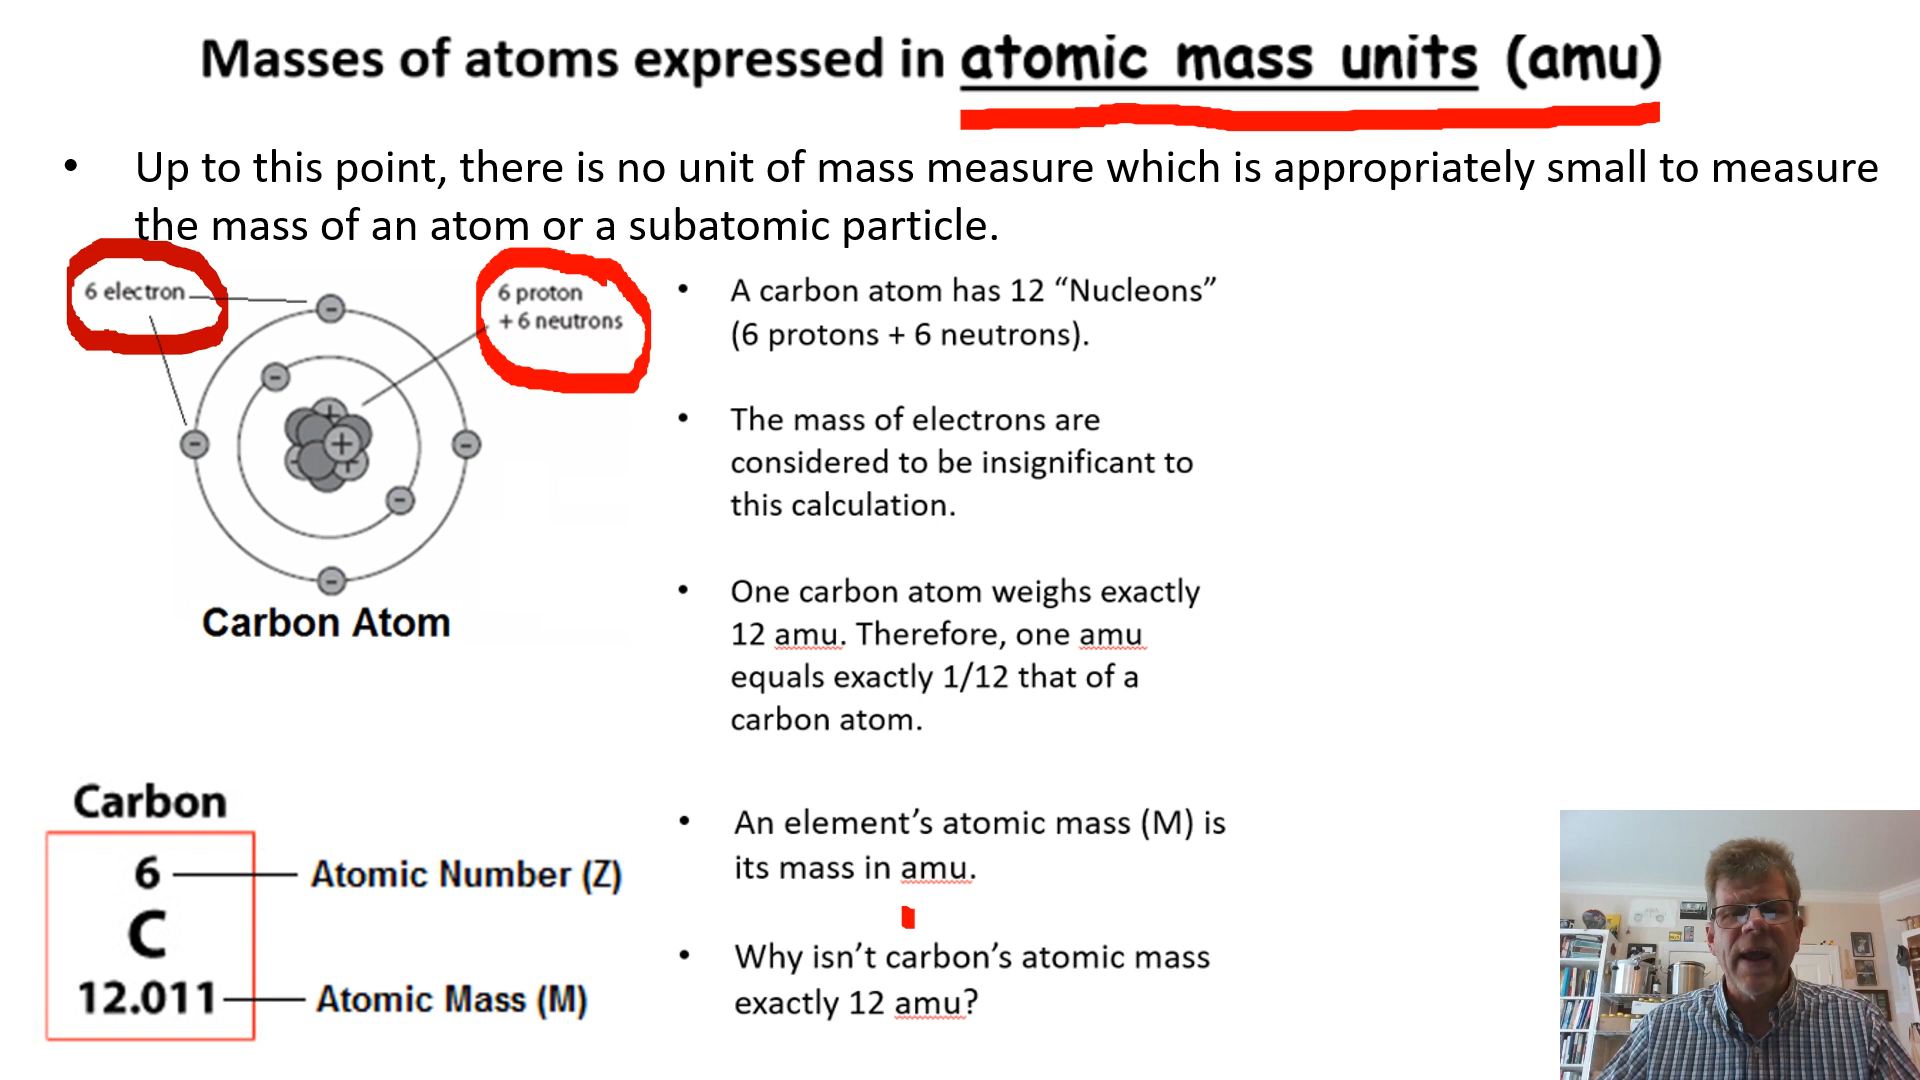 Masses of atoms expressed in atomic mass units (amu)
• Up to this point, there is no unit of mass measure which is appropriately small to measure
the mass of an atom or a subatomic particle.
6 electron
6 proton
+ 6 neutrons
Carbon Atom
• A carbon atom has 12 “Nucleons”
(6 protons + 6 neutrons).
• The mass of electrons are
considered to be insignificant to
this calculation.
• One carbon atom weighs exactly
12 amu. Therefore, one amu
equals exactly 1/12 that of a
carbon atom.
Carbon
6
Atomic Number (Z)
C
12.011
Atomic Mass (M)
• An element’s atomic mass (M) is
its mass in amu.
• Why isn’t carbon’s atomic mass
exactly 12 amu?